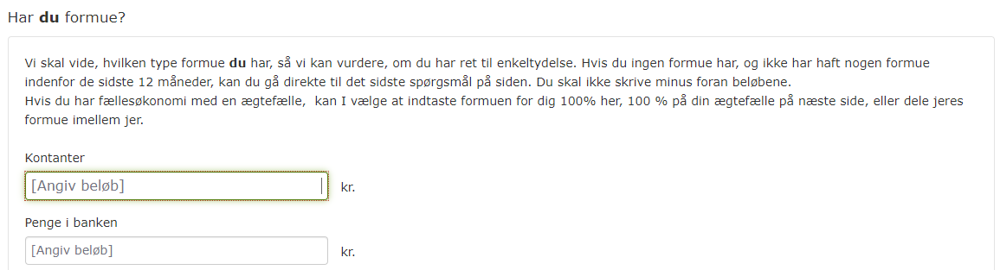 Har du formue?
Vi skal vide, hvilken type formue du har, så vi kan vurdere, om du har ret til enkeltydelse. Hvis du ingen formue har, og ikke har haft nogen formue
indenfor de sidste 12 måneder, kan du gå direkte til det sidste spørgsmål på siden. Du skal ikke skrive minus foran beløbene.
Hvis du har fællesøkonomi med en ægtefælle,  kan I vælge at indtaste formuen for dig 100% her, 100 % på din ægtefælle på næste side, eller dele jeres
formue imellem jer.
Kontanter
[Angiv beløb] kr.
Penge i banken
[Angiv beløb] kr.